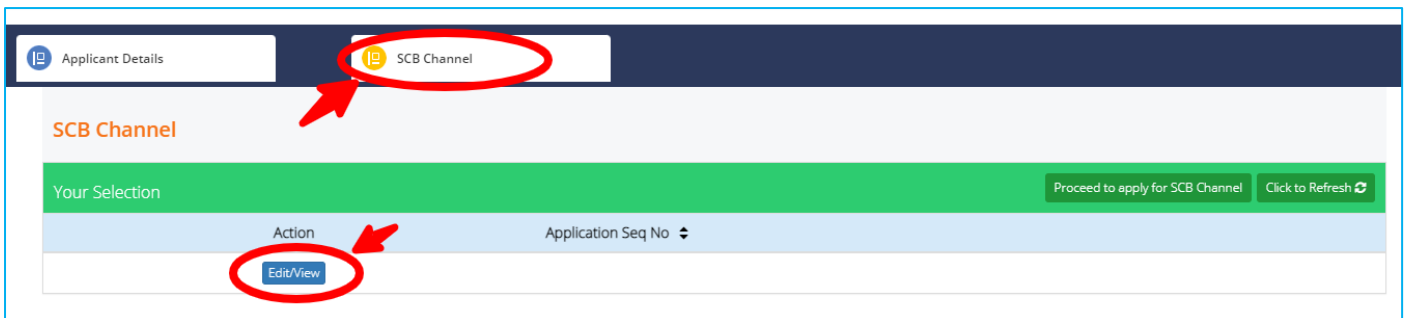 Applicant Details
SCB Channel
SCB Channel
Your Selection
Proceed to apply for SCB Channel
Click to Refresh
Action
Application Seq No
Edit/View